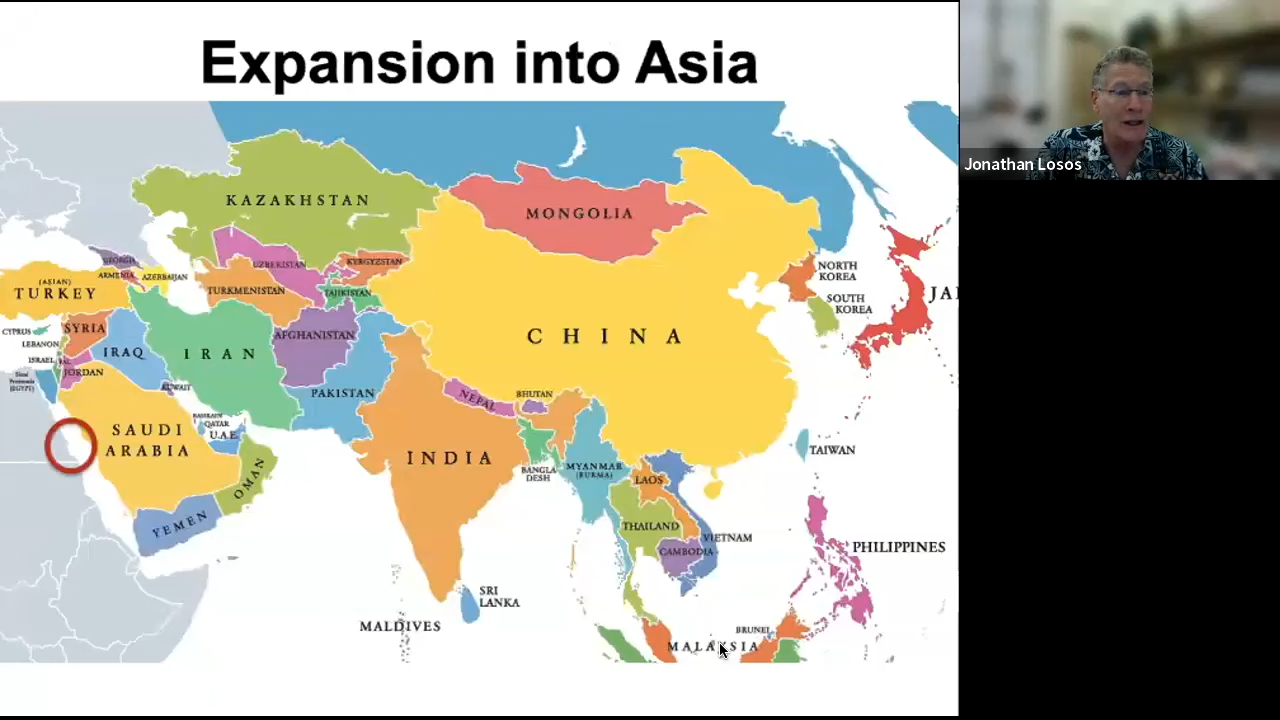 Expansion into Asia
Jonathan Losos
KAZAKHSTAN
MONGOLIA
GEORGIA
ARMENIA
AZERBAIJAN
UZBEKISTAN
KYRGYZSTAN
(ASIAN)
TURKEY
TURKMENISTAN
TAJIKISTAN
NORTH
KOREA
SOUTH
KOREA
JA
CYPRUS
SYRIA
LEBANON
ISRAEL
PAL.
JORDAN
IRAQ
IRAN
AFGHANISTAN
CHINA
(EGYPT)
KUWAIT
PAKISTAN
NEPAL
BHUTAN
BAHRAIN
QATAR
U.A.E.
SAUDI
ARABIA
OMAN
YEMEN
INDIA
BANGLA
DESH
MYANMAR
(BURMA)
LAOS
TAIWAN
THAILAND
VIETNAM
CAMBODIA
PHILIPPINES
SRI
LANKA
MALDIVES
BRUNEI
MALAYSIA